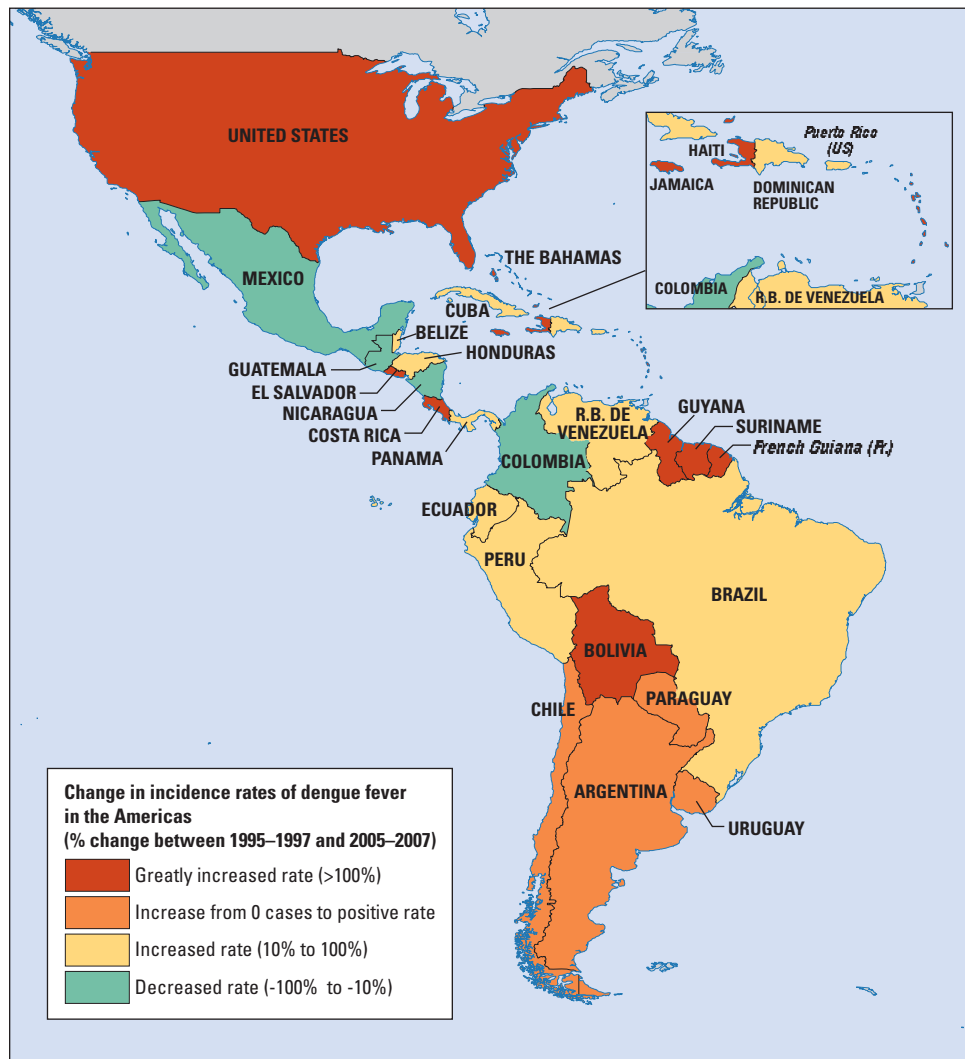 UNITED STATES
Puerto Rico
(US)
HAITI
JAMAICA
DOMINICAN
REPUBLIC
COLOMBIA
R.B. DE VENEZUELA
MEXICO
THE BAHAMAS
CUBA
BELIZE
HONDURAS
GUATEMALA
EL SALVADOR
NICARAGUA
COSTA RICA
PANAMA
R.B. DE
VENEZUELA
GUYANA
SURINAME
French Guiana (Fr.)
COLOMBIA
ECUADOR
PERU
BRAZIL
BOLIVIA
PARAGUAY
CHILE
ARGENTINA
URUGUAY
Change in incidence rates of dengue fever
in the Americas
(% change between 1995–1997 and 2005–2007)
Greatly increased rate (>100%)
Increase from 0 cases to positive rate
Increased rate (10% to 100%)
Decreased rate (-100% to -10%)